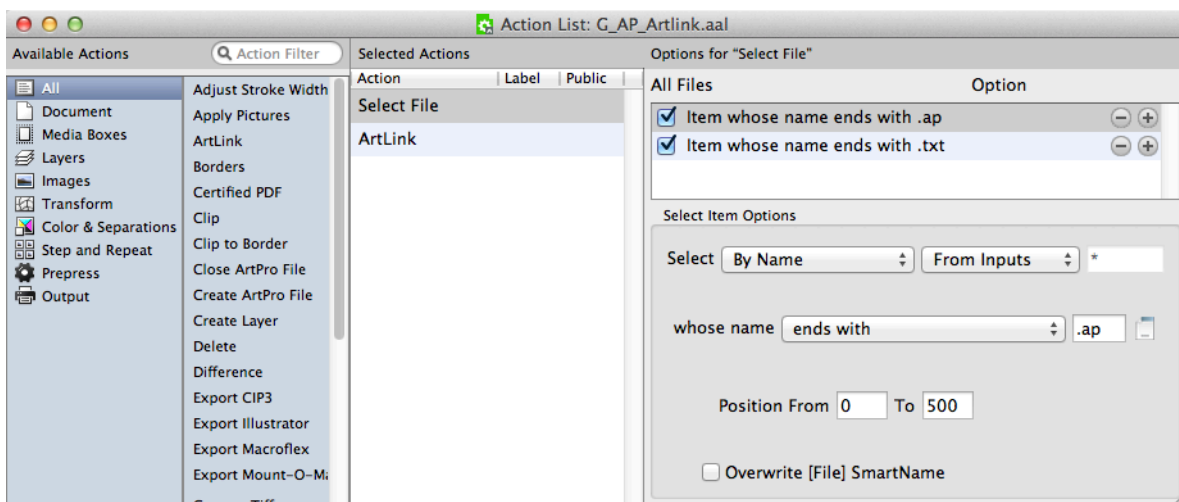 Action List: G_AP_Artlink.aal
Available Actions
Action Filter
Selected Actions
Options for "Select File"
All
Document
Media Boxes
Layers
Images
Transform
Color & Separations
Step and Repeat
Prepress
Output
Adjust Stroke Width
Apply Pictures
ArtLink
Borders
Certified PDF
Clip
Clip to Border
Close ArtPro File
Create ArtPro File
Create Layer
Delete
Difference
Export CIP3
Export Illustrator
Export Macroflex
Export Mount-O-Ma
Action Label Public
Select File
ArtLink
All Files Option
Item whose name ends with .ap
Item whose name ends with .txt
Select Item Options
Select By Name From Inputs *
whose name ends with .ap
Position From 0 To 500
Overwrite [File] SmartName